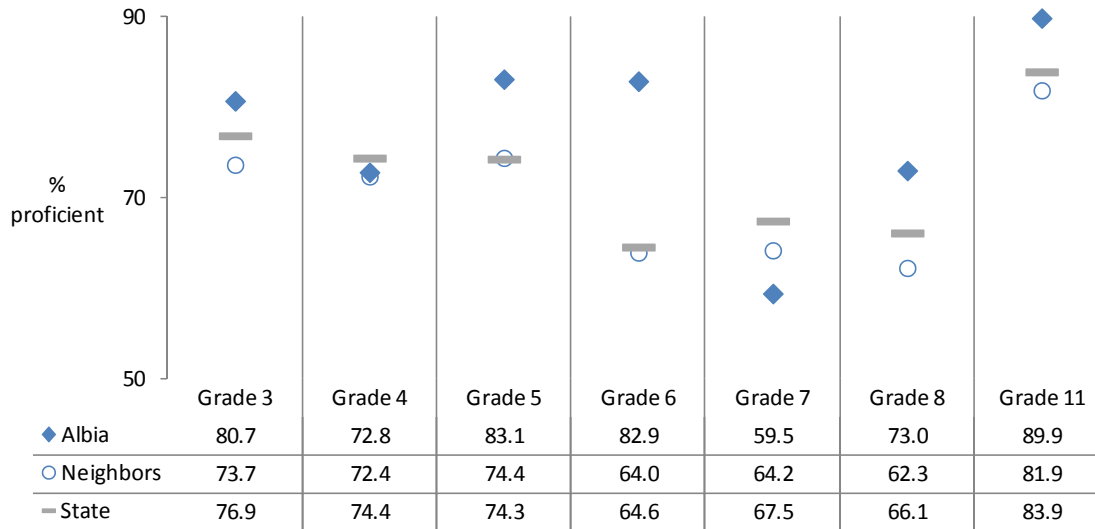 90
70
50
%
proficient
Grade 3 Grade 4 Grade 5 Grade 6 Grade 7 Grade 8 Grade 11
Albia 80.7 72.8 83.1 82.9 59.5 73.0 89.9
Neighbors 73.7 72.4 74.4 64.0 64.2 62.3 81.9
State 76.9 74.4 74.3 64.6 67.5 66.1 83.9